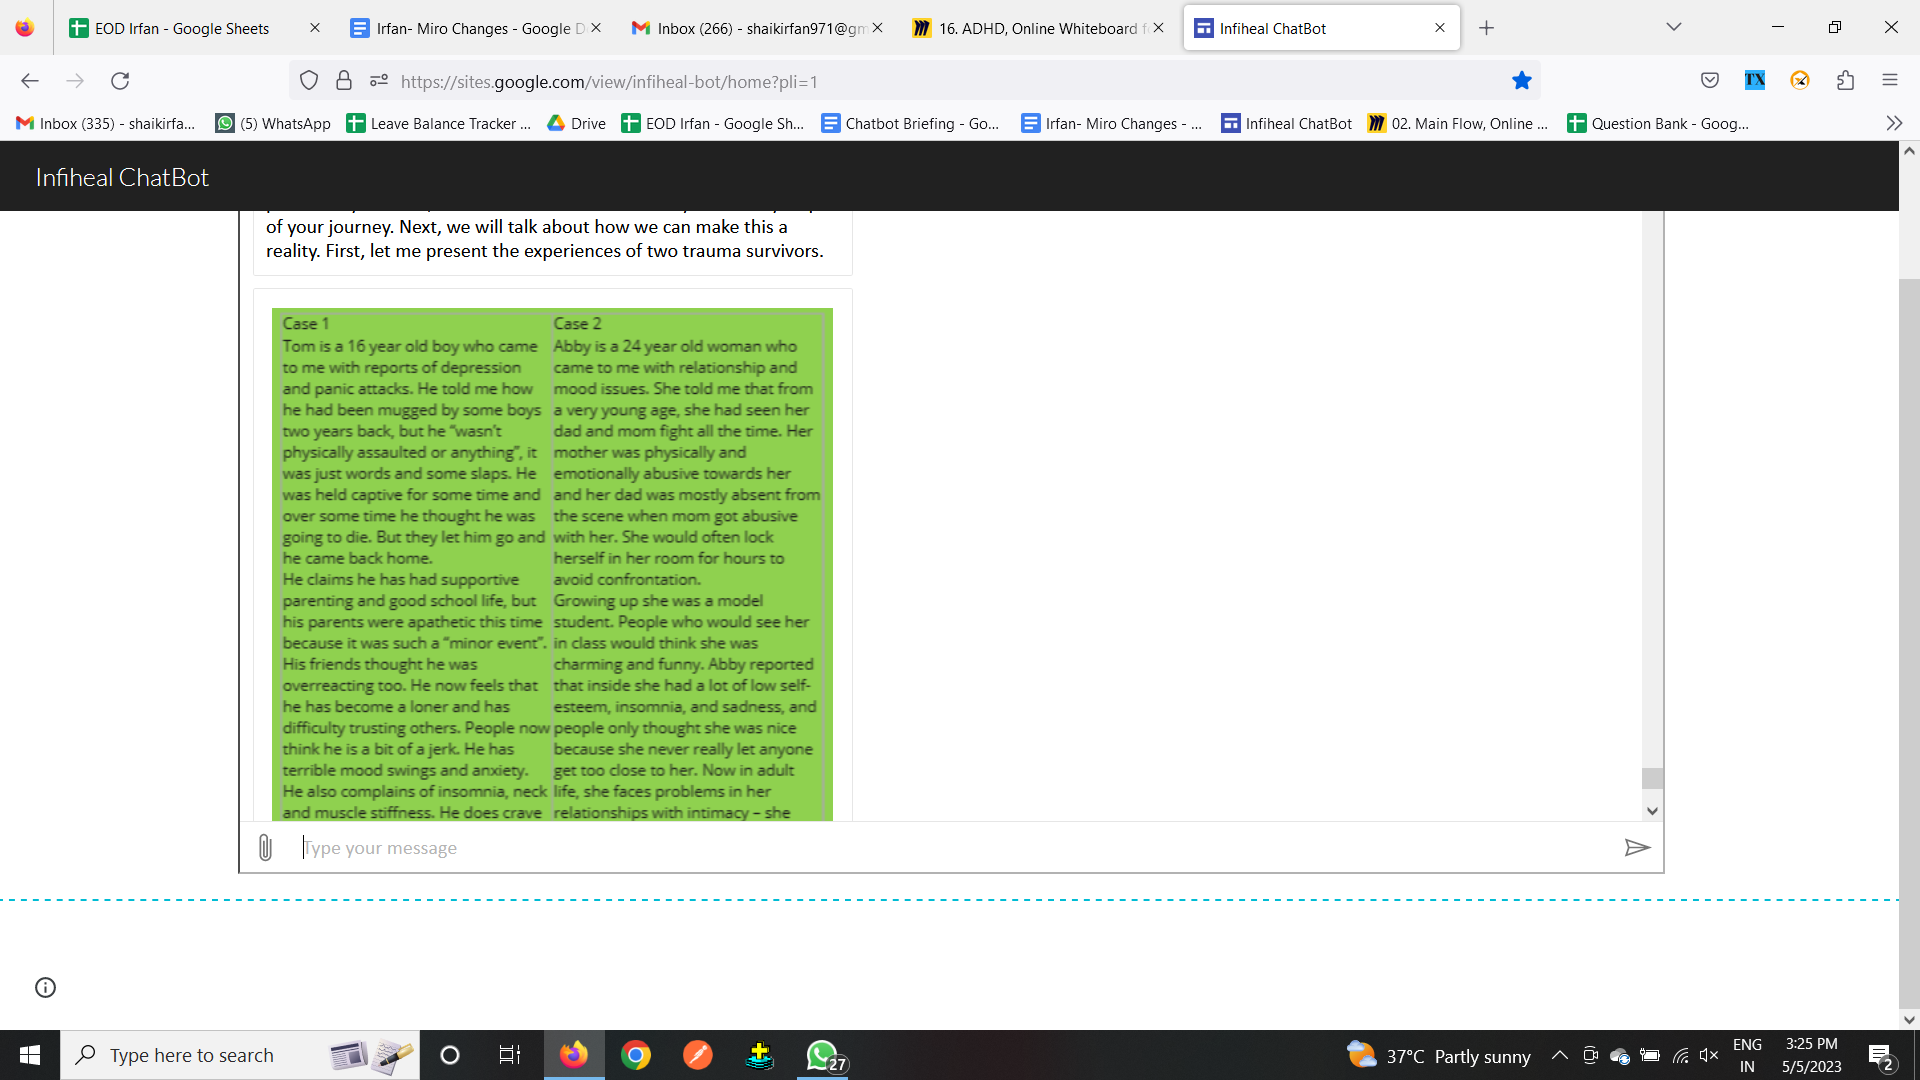 EOD Irfan - Google Sheets
Irfan- Miro Changes - Google D
Inbox (266) - shaikirfan971@gm
16. ADHD, Online Whiteboard f
Infiheal ChatBot
https://sites.google.com/view/infiheal-bot/home?pli=1
TX
Inbox (335) - shaikirfa...
(5) WhatsApp
Leave Balance Tracker ...
Drive
EOD Irfan - Google Sh...
Chatbot Briefing - Go...
Irfan- Miro Changes - ...
Infiheal ChatBot
02. Main Flow, Online ...
Question Bank - Goog...
Infiheal ChatBot
of your journey. Next, we will talk about how we can make this a
reality. First, let me present the experiences of two trauma survivors.
Case 1
Tom is a 16 year old boy who came
to me with reports of depression
and panic attacks. He told me how
he had been mugged by some boys
two years back, but he “wasn’t
physically assaulted or anything”, it
was just words and some slaps. He
was held captive for some time and
over some time he thought he was
going to die. But they let him go and
he came back home.
He claims he has had supportive
parenting and good school life, but
his parents were apathetic this time
because it was such a “minor event”.
His friends thought he was
overreacting too. He now feels that
he has become a loner and has
difficulty trusting others. People now
think he is a bit of a jerk. He has
terrible mood swings and anxiety.
He also complains of insomnia, neck
and muscle stiffness. He does crave
Case 2
Abby is a 24 year old woman who
came to me with relationship and
mood issues. She told me that from
a very young age, she had seen her
dad and mom fight all the time. Her
mother was physically and
emotionally abusive towards her
and her dad was mostly absent from
the scene when mom got abusive
with her. She would often lock
herself in her room for hours to
avoid confrontation.
Growing up she was a model
student. People who would see her
in class would think she was
charming and funny. Abby reported
that inside she had a lot of low self-
esteem, insomnia, and sadness, and
people only thought she was nice
because she never really let anyone
get too close to her. Now in adult
life, she faces problems in her
relationships with intimacy – she
Type your message
Type here to search
27
37°C Partly sunny
ENG
IN
3:25 PM
5/5/2023
2